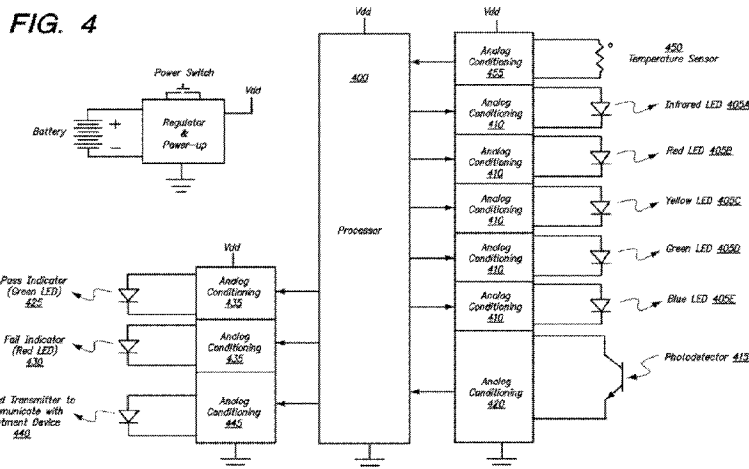 FIG. 4
Power Switch
Vdd
Battery
+
−
Regulator
&
Power-up
Vdd
400
Processor
Vdd
Analog
Conditioning
455
450
Temperature Sensor
Analog
Conditioning
410
Infrared LED 405A
Analog
Conditioning
410
Red LED 405B
Analog
Conditioning
410
Yellow LED 405C
Analog
Conditioning
410
Green LED 405D
Analog
Conditioning
410
Blue LED 405E
Analog
Conditioning
420
Photodetector 415
Vdd
Pass Indicator
(Green LED)
425
Analog
Conditioning
435
Fail Indicator
(Red LED)
430
Analog
Conditioning
435
Transmitter to
with
Device
440
Analog
Conditioning
445